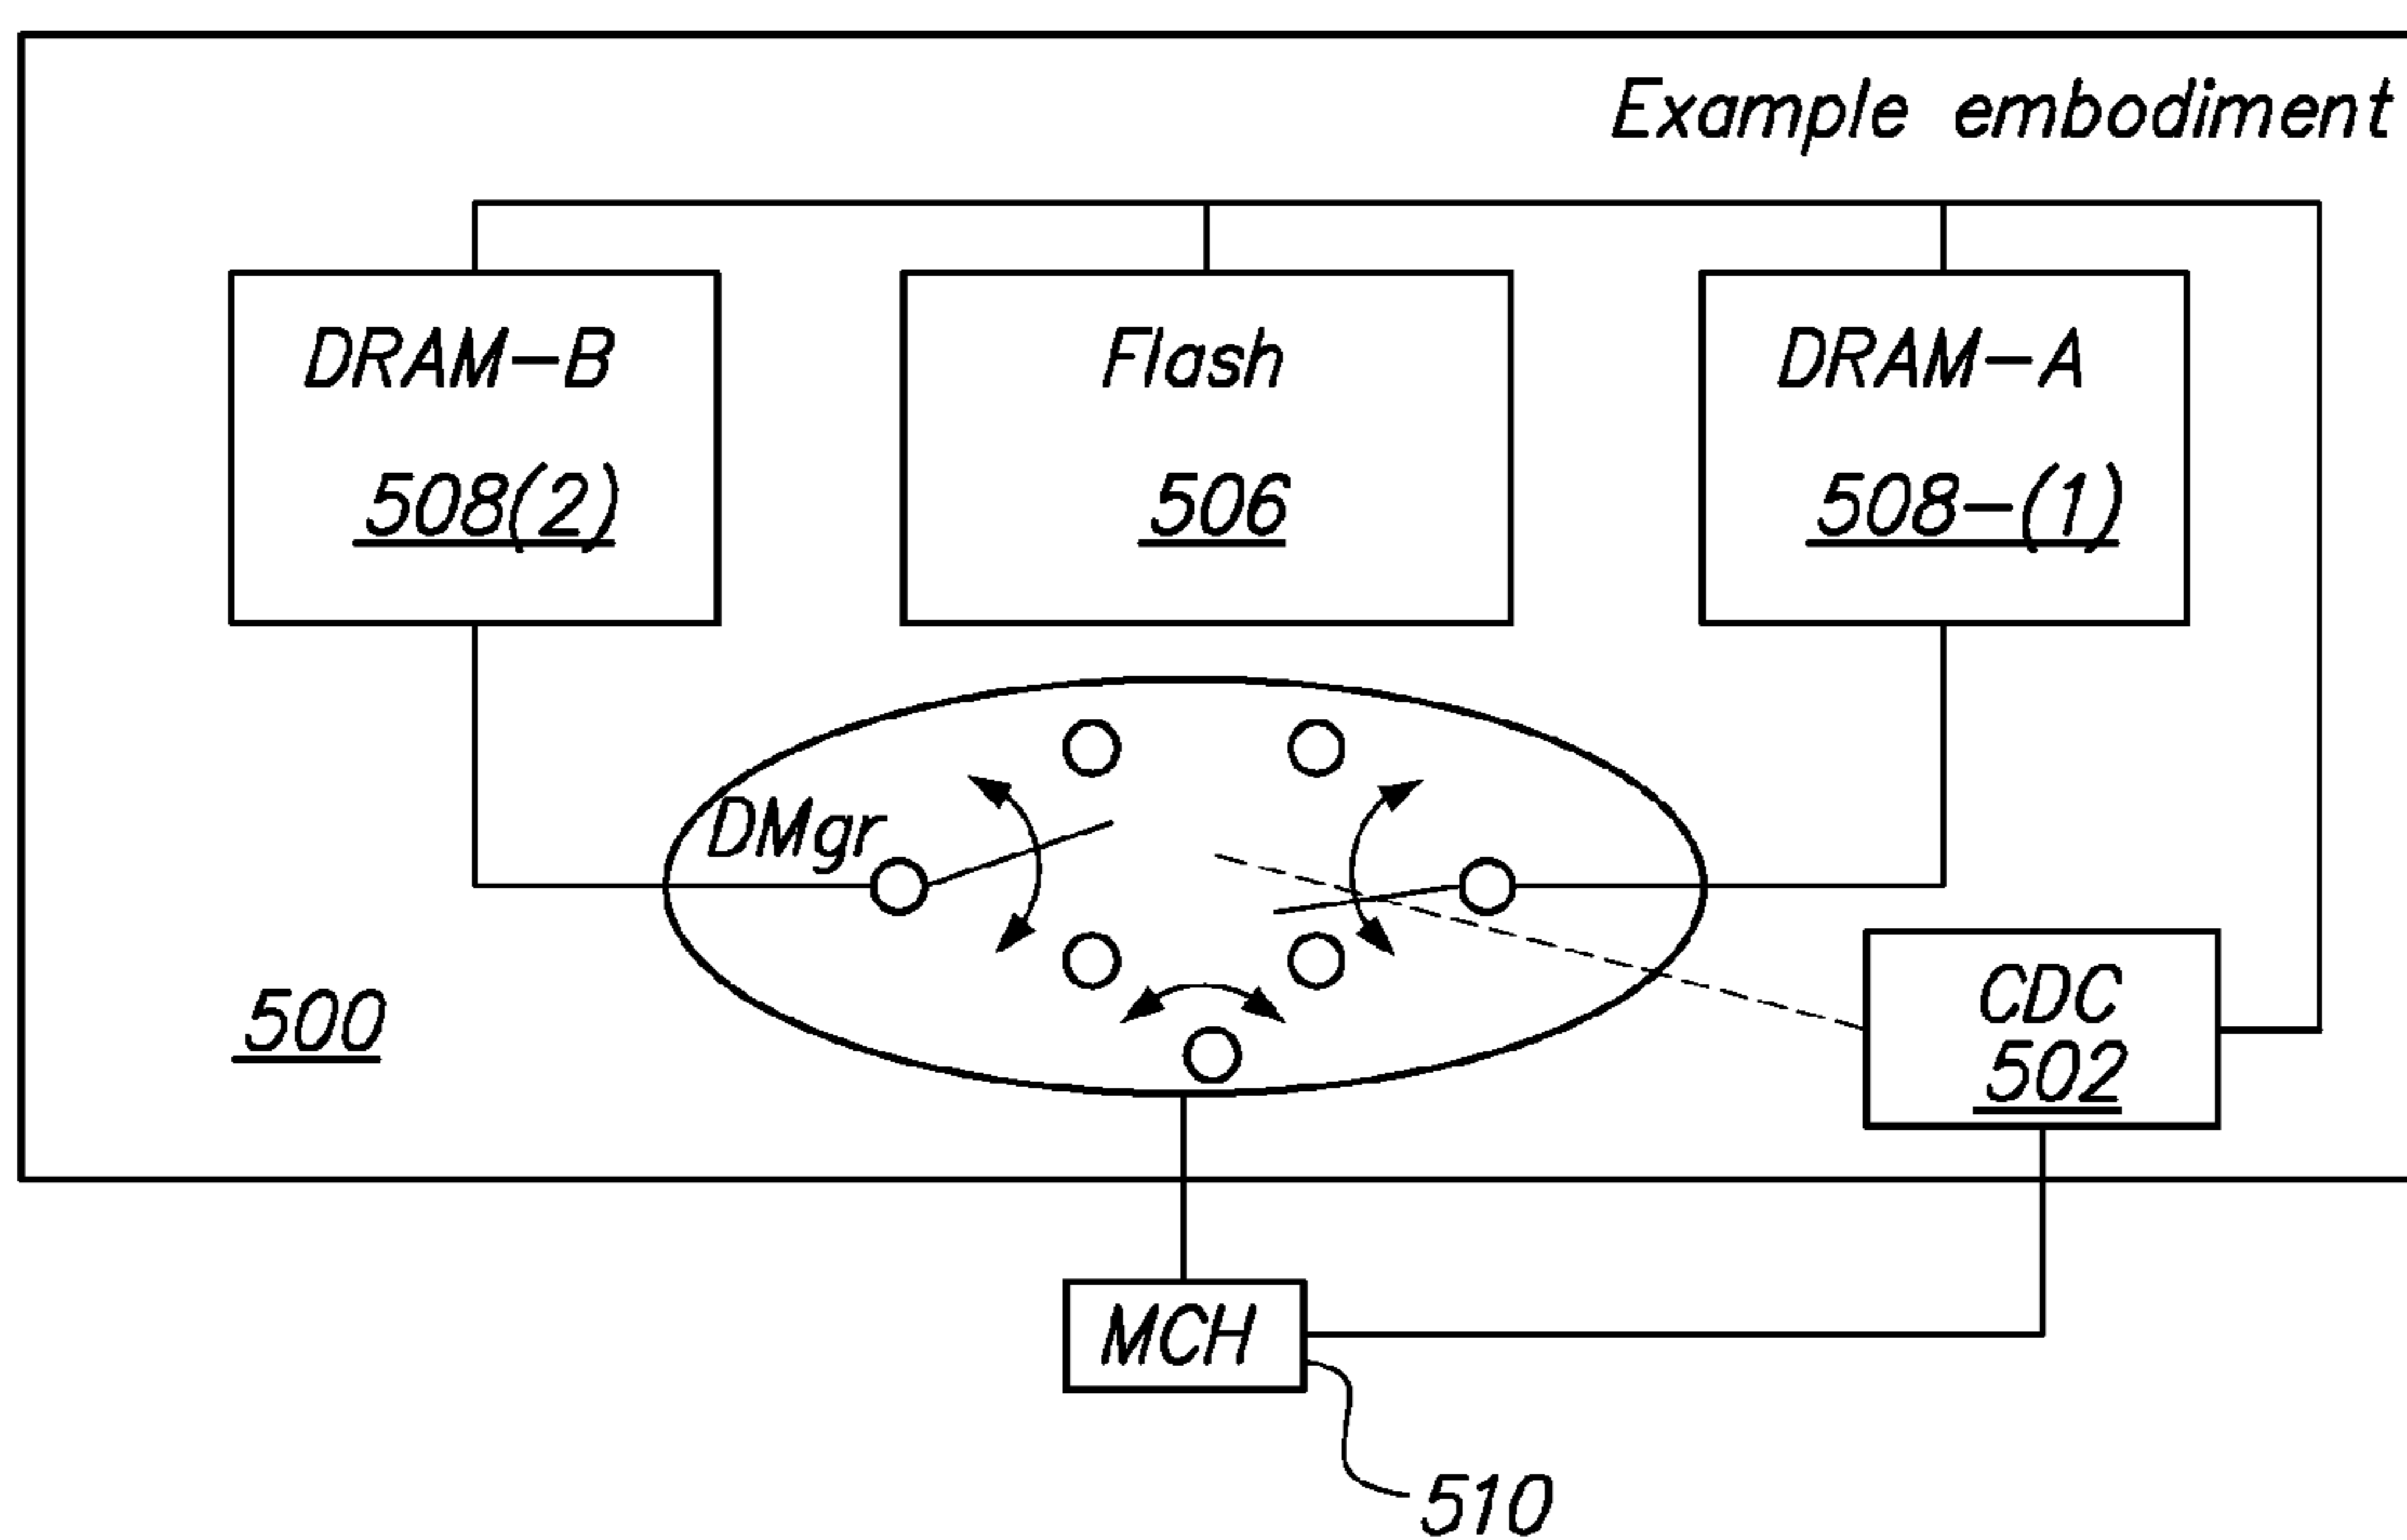 Example embodiment
DRAM-B
508(2)
Flash
506
DRAM-A
508-(1)
DMgr
500
CDC
502
MCH
510